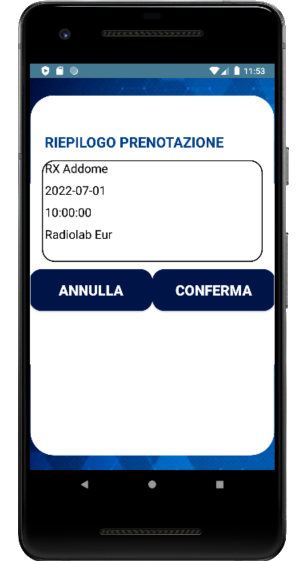 11:53
RIEPILOGO PRENOTAZIONE
RX Addome
2022-07-01
10:00:00
Radiolab Eur
ANNULLA CONFERMA